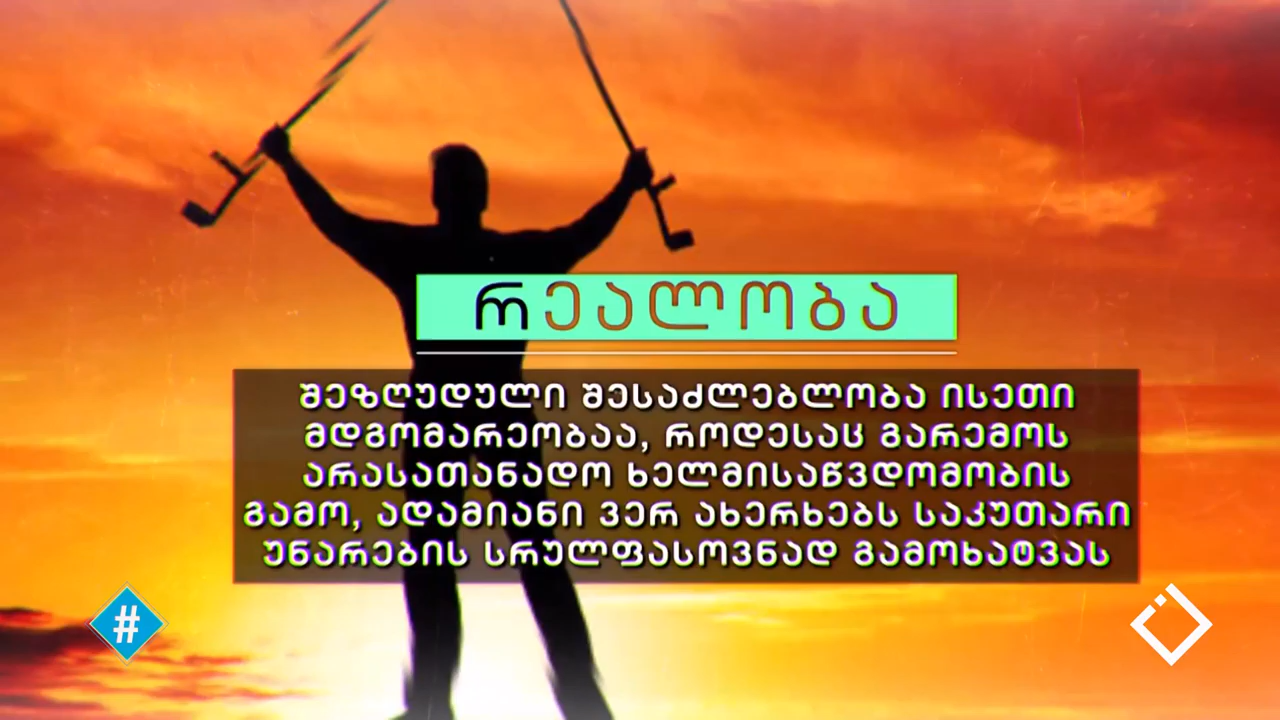 რეალობა
შეზღუდული შესაძლებლობა ისეთი
მდგომარეობაა, როდესაც გარემოს
არასათანადო ხელმისაწვდომობის
გამო, ადამიანი ვერ ახერხებს საკუთარი
უნარების სრულფასოვნად გამოხატვას
#